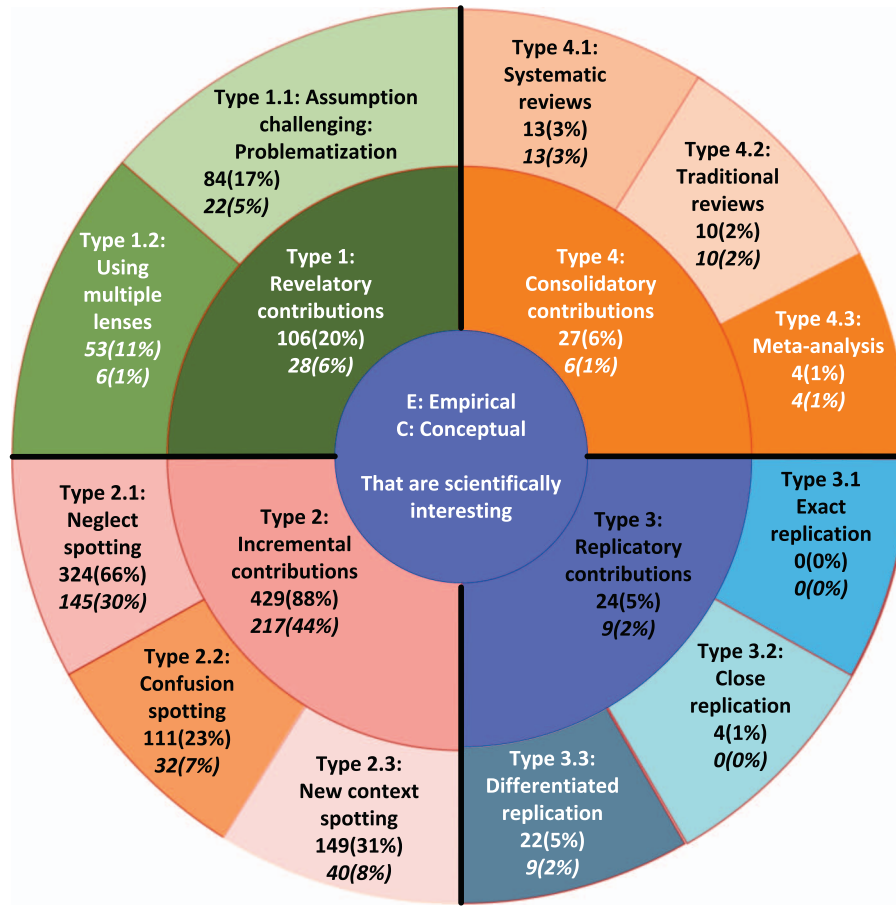 Type 1.1: Assumption
challenging:
Problematization
84(17%)
22(5%)
Type 1.2:
Using
multiple
lenses
53(11%)
6(1%)
Type 1:
Revelatory
contributions
106(20%)
28(6%)
Type 4.1:
Systematic
reviews
13(3%)
13(3%)
Type 4.2:
Traditional
reviews
10(2%)
10(2%)
Type 4:
Consolidatory
contributions
27(6%)
6(1%)
Type 4.3:
Meta-analysis
4(1%)
4(1%)
E: Empirical
C: Conceptual
That are scientifically
interesting
Type 2.1:
Neglect
spotting
324(66%)
145(30%)
Type 2:
Incremental
contributions
429(88%)
217(44%)
Type 2.2:
Confusion
spotting
111(23%)
32(7%)
Type 2.3:
New context
spotting
149(31%)
40(8%)
Type 3:
Replicatory
contributions
24(5%)
9(2%)
Type 3.1
Exact
replication
0(0%)
0(0%)
Type 3.2:
Close
replication
4(1%)
0(0%)
Type 3.3:
Differentiated
replication
22(5%)
9(2%)